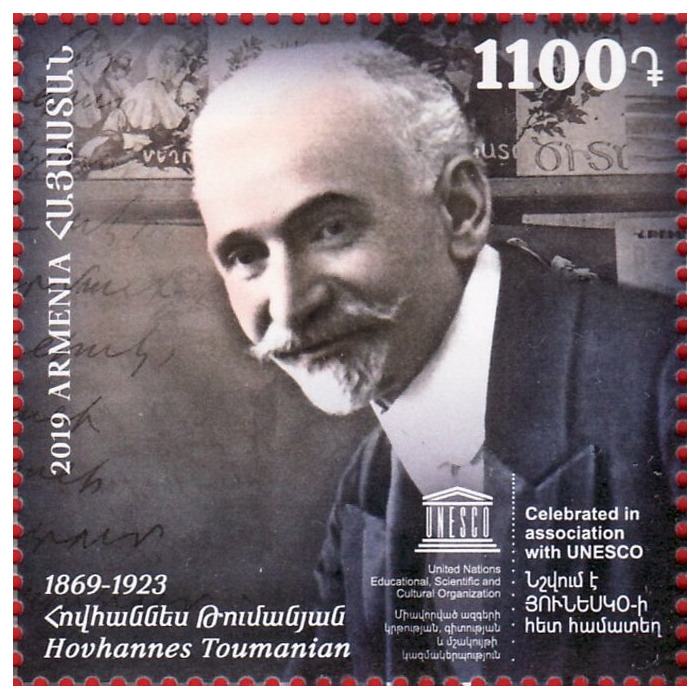 1100֏
2019 ARMENIA ՀԱՅԱՍՏԱՆ
ԾԻՏԸ
UNESCO
United Nations
Educational, Scientific and
Cultural Organization
Միավորված ազգերի
կրթության, գիտության
և մշակույթի
կազմակերպություն
Celebrated in
association
with UNESCO
Նշվում է
ՅՈՒՆԵՍԿՕ-ի
հետ համատեղ
1869-1923
Հովհաննես Թումանյան
Hovhannes Toumanian